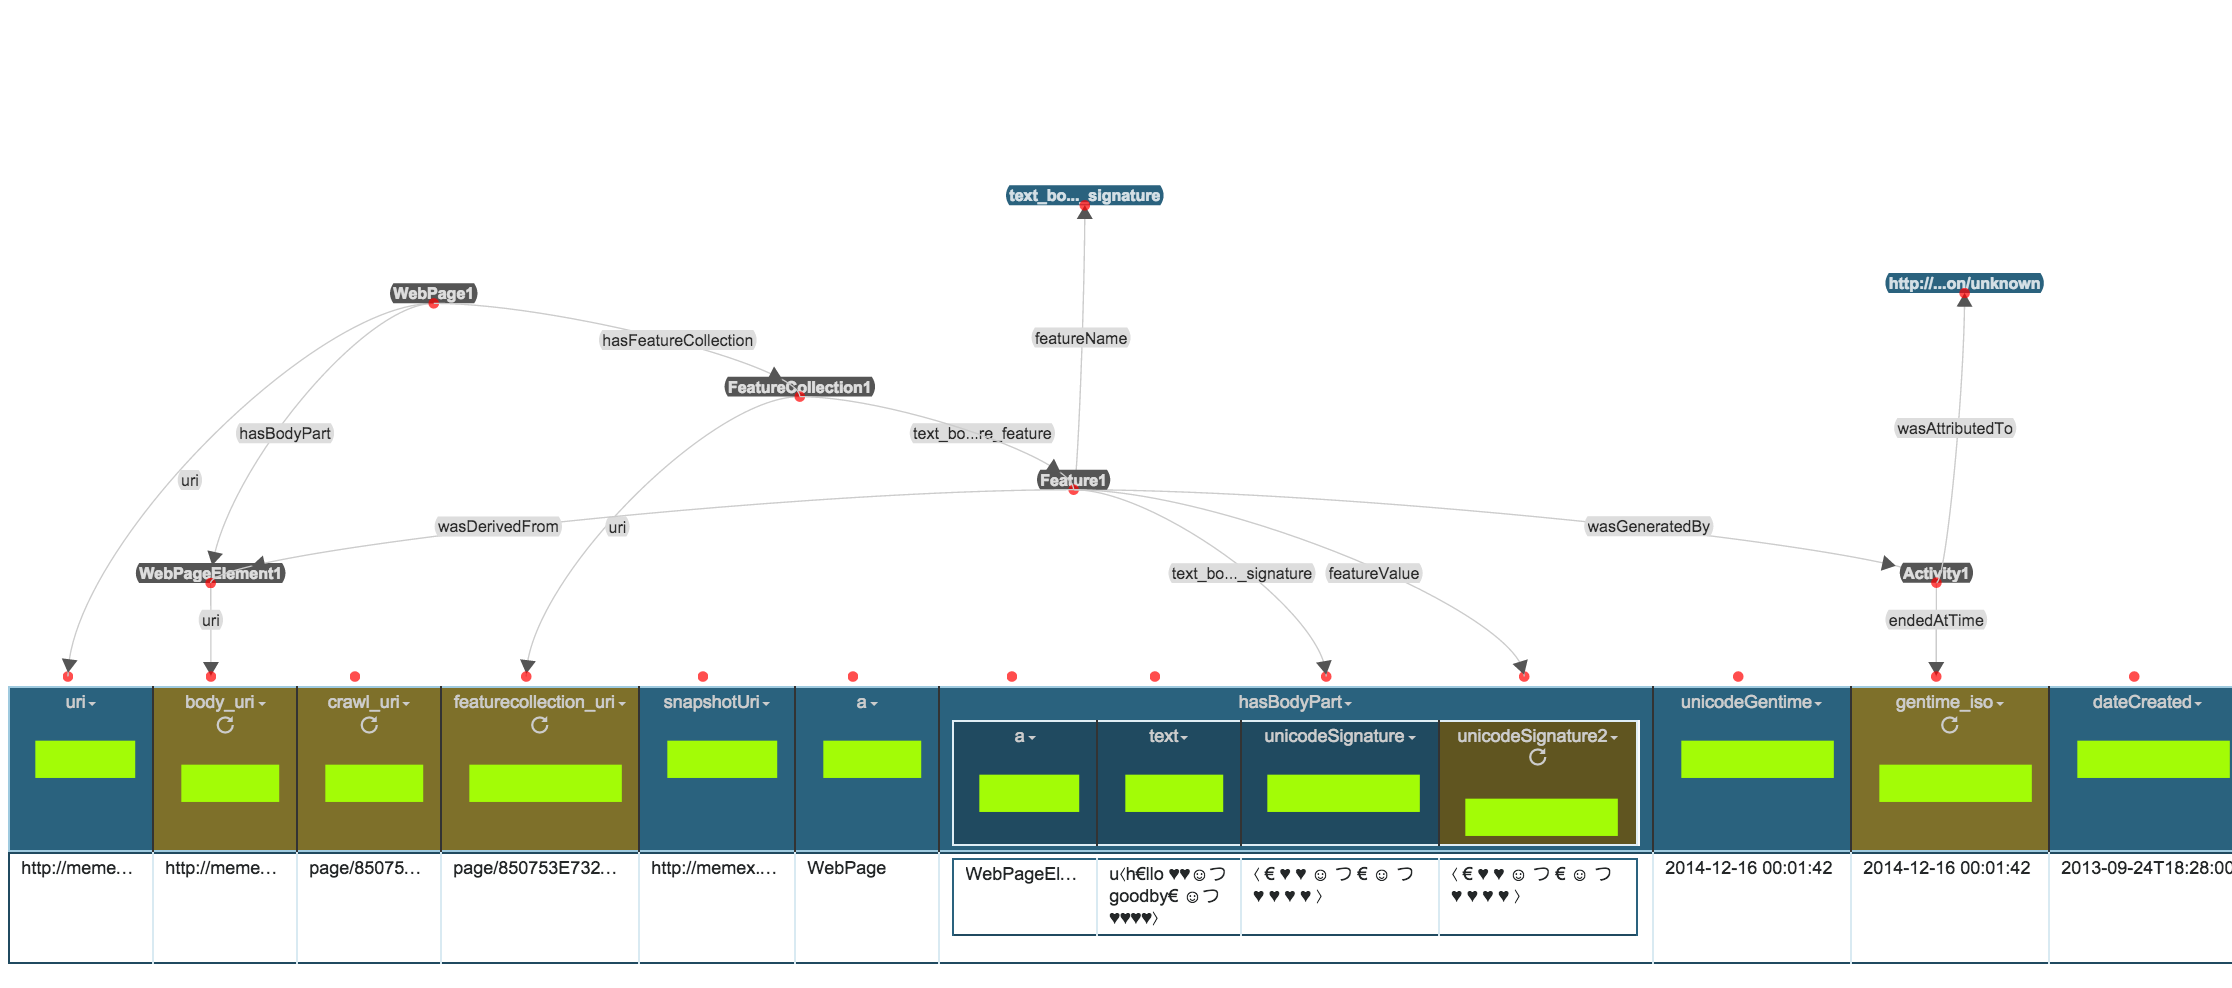 text_bo..._signature
http://...on/unknown
WebPage1
hasFeatureCollection
featureName
FeatureCollection1
hasBodyPart
text_bo...re_feature
wasAttributedTo
uri
Feature1
wasDerivedFrom
uri
wasGeneratedBy
WebPageElement1
text_bo..._signature
featureValue
Activity1
uri
endedAtTime
uri
body_uri
crawl_uri
featurecollection_uri
snapshotUri
a
hasBodyPart
unicodeGentime
gentime_iso
dateCreated
a
text
unicodeSignature
unicodeSignature2
http://meme...
http://meme...
page/85075...
page/850753E732...
http://memex....
WebPage
WebPageEl...
u〈h€llo ♥♥☺つ
goodby€ ☺つ
♥♥♥♥〉
〈 € ♥ ♥ ☺ つ € ☺ つ
♥ ♥ ♥ ♥ 〉
〈 € ♥ ♥ ☺ つ € ☺ つ
♥ ♥ ♥ ♥ 〉
2014-12-16 00:01:42
2014-12-16 00:01:42
2013-09-24T18:28:00